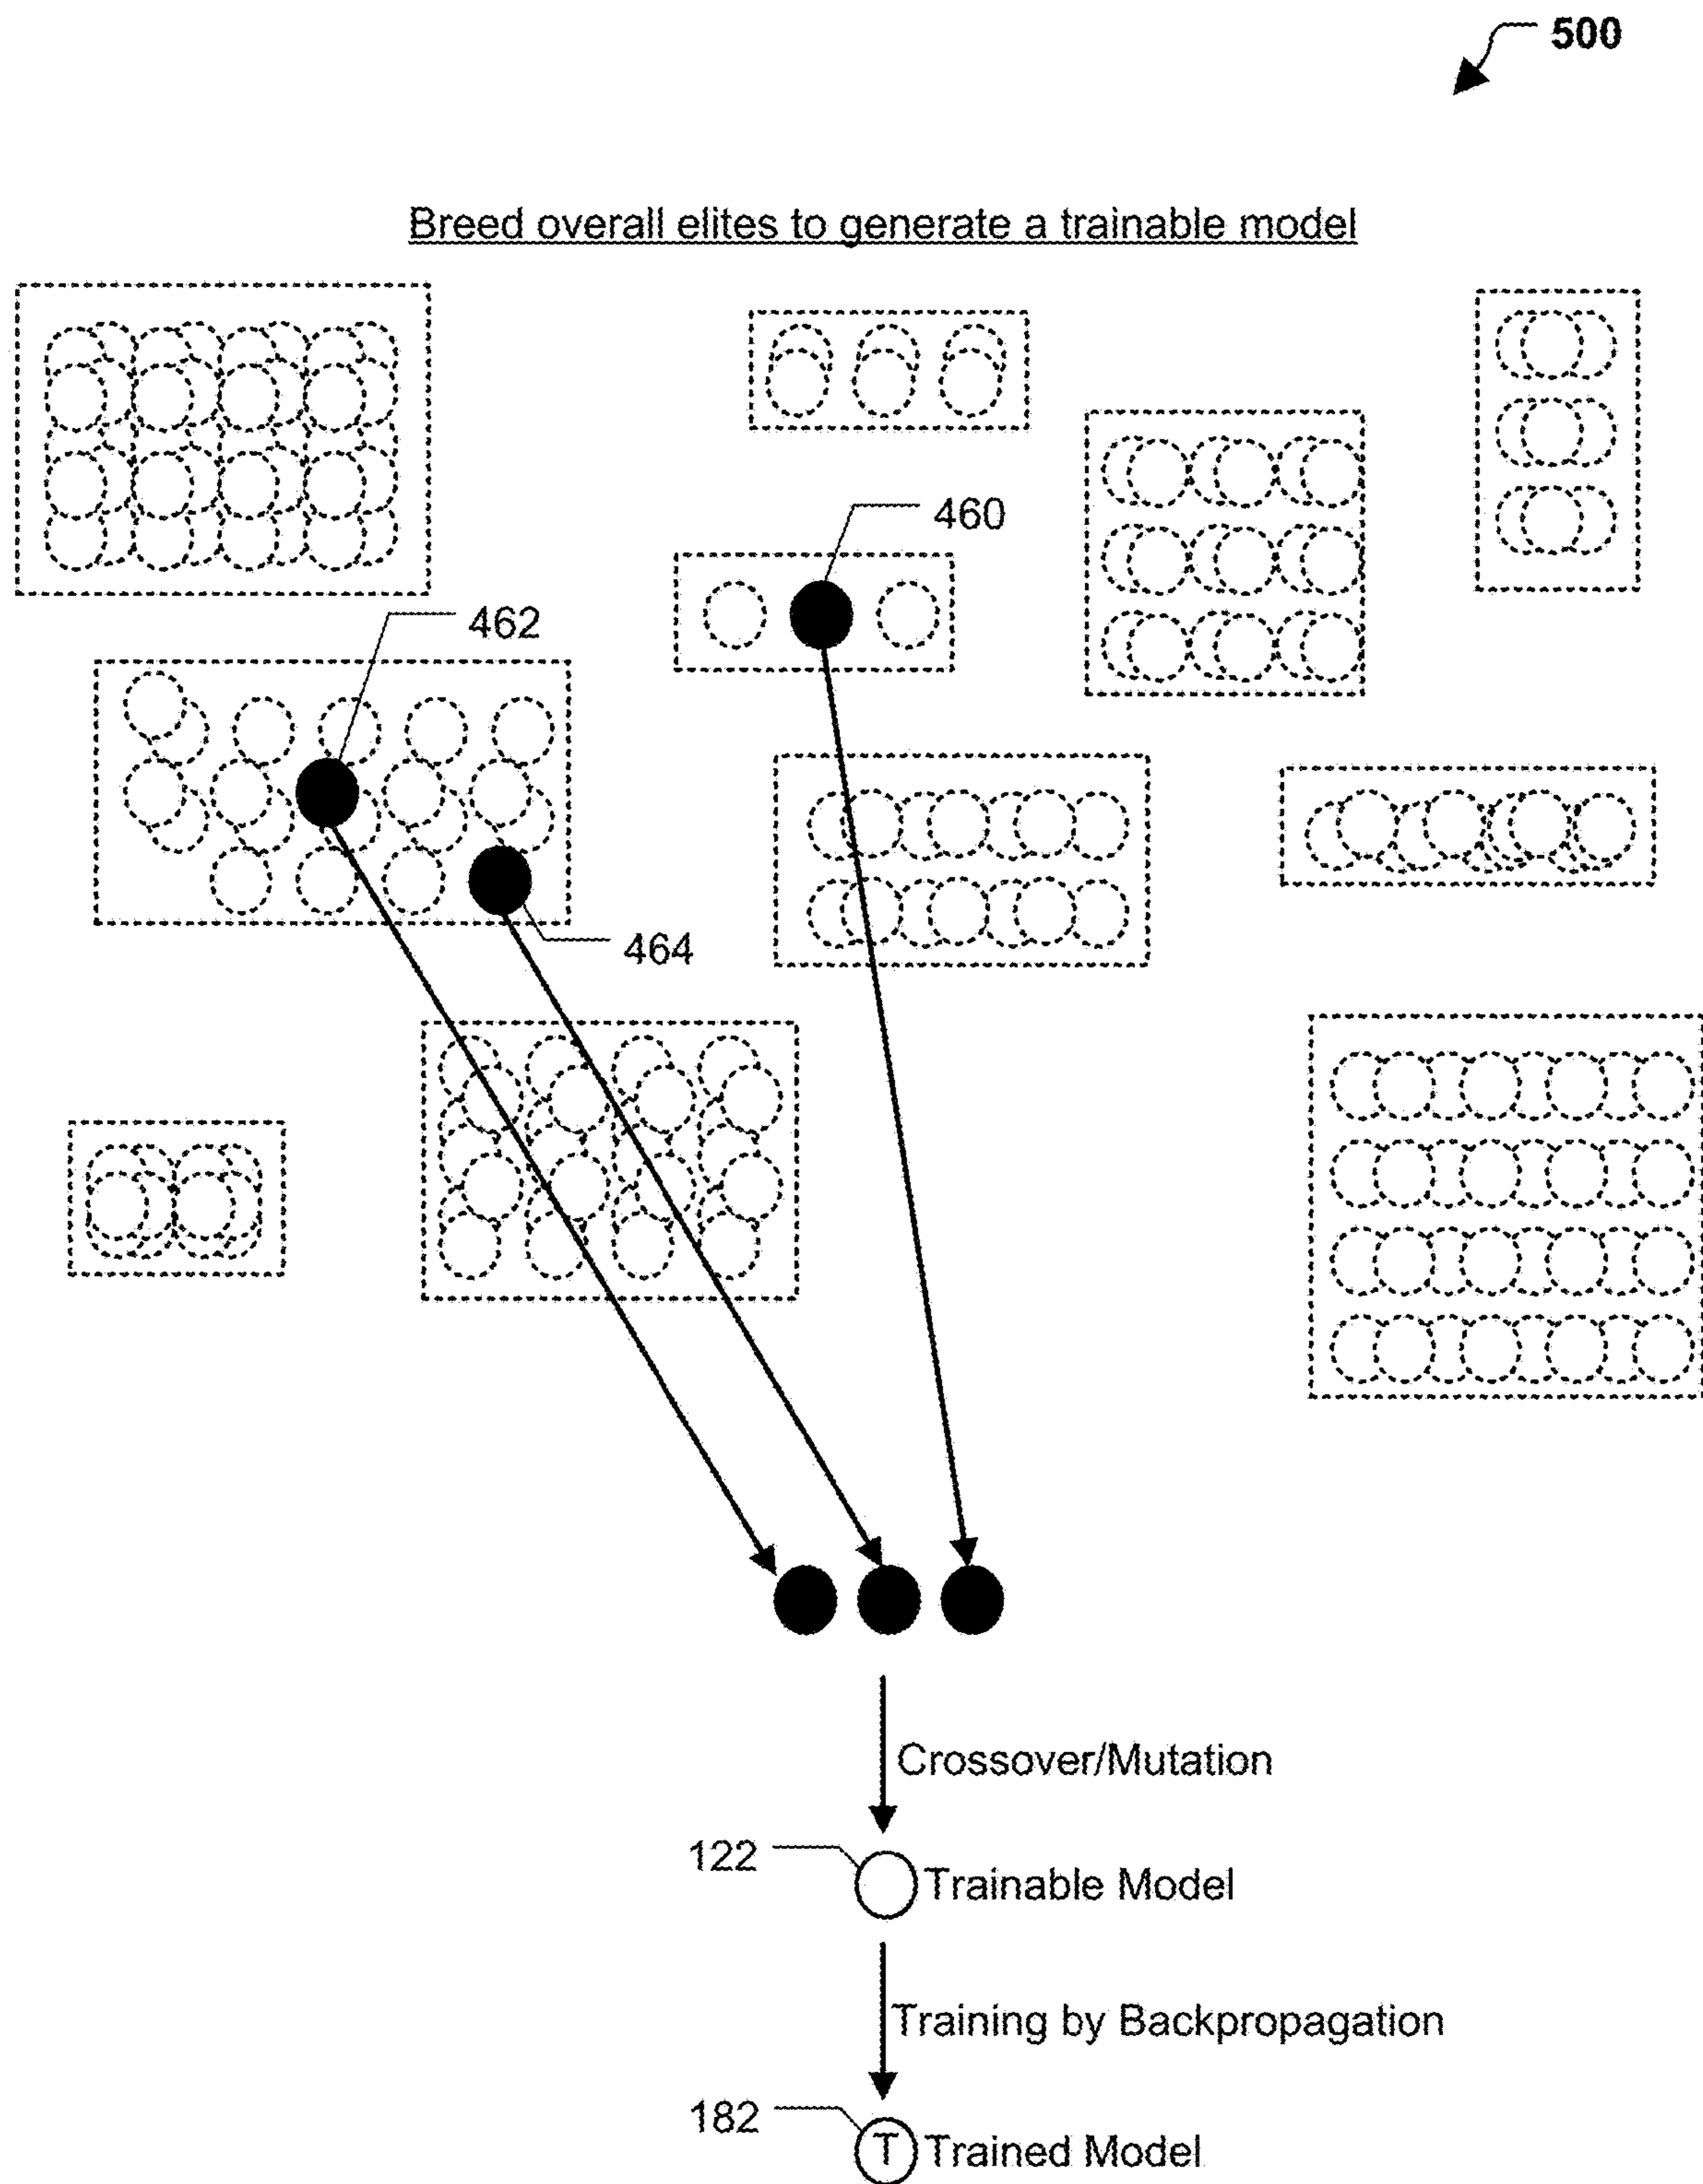 500
Breed overall elites to generate a trainable model
460
462
464
Crossover/Mutation
122
Trainable Model
Training by Backpropagation
182
T Trained Model